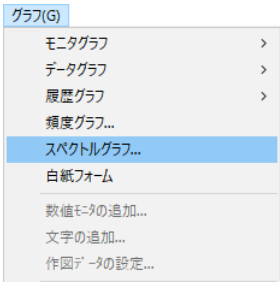 グラフ(G)
モニタグラフ >
データグラフ >
履歴グラフ >
頻度グラフ...
スペクトルグラフ...
白紙フォーム
数値ﾓﾆﾀの追加...
文字の追加...
作図ﾃﾞｰﾀの設定...